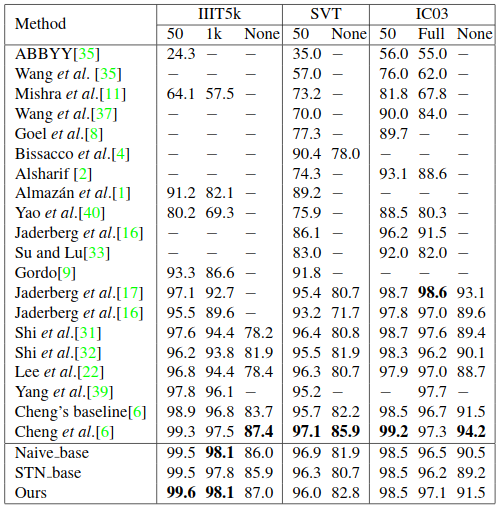 Method IIIT5k SVT IC03
50 1k None 50 None 50 Full None
ABBYY[35] 24.3 − − 35.0 − 56.0 55.0 −
Wang et al. [35] − − − 57.0 − 76.0 62.0 −
Mishra et al.[11] 64.1 57.5 − 73.2 − 81.8 67.8 −
Wang et al.[37] − − − 70.0 − 90.0 84.0 −
Goel et al.[8] − − − 77.3 − 89.7 − −
Bissacco et al.[4] − − − 90.4 78.0 − − −
Alsharif [2] − − − 74.3 − 93.1 88.6 −
Almazán et al.[1] 91.2 82.1 − 89.2 − − − −
Yao et al.[40] 80.2 69.3 − 75.9 − 88.5 80.3 −
Jaderberg et al.[16] − − − 86.1 − 96.2 91.5 −
Su and Lu[33] − − − 83.0 − 92.0 82.0 −
Gordo[9] 93.3 86.6 − 91.8 − − − −
Jaderberg et al.[17] 97.1 92.7 − 95.4 80.7 98.7 98.6 93.1
Jaderberg et al.[16] 95.5 89.6 − 93.2 71.7 97.8 97.0 89.6
Shi et al.[31] 97.6 94.4 78.2 96.4 80.8 98.7 97.6 89.4
Shi et al.[32] 96.2 93.8 81.9 95.5 81.9 98.3 96.2 90.1
Lee et al.[22] 96.8 94.4 78.4 96.3 80.7 97.9 97.0 88.7
Yang et al.[39] 97.8 96.1 − 95.2 − − 97.7 −
Cheng's baseline[6] 98.9 96.8 83.7 95.7 82.2 98.5 96.7 91.5
Cheng et al.[6] 99.3 97.5 87.4 97.1 85.9 99.2 97.3 94.2
Naive_base 99.5 98.1 86.0 96.9 81.9 98.5 96.5 90.5
STN_base 99.5 97.8 85.9 96.3 80.7 98.5 96.2 89.2
Ours 99.6 98.1 87.0 96.0 82.8 98.5 97.1 91.5